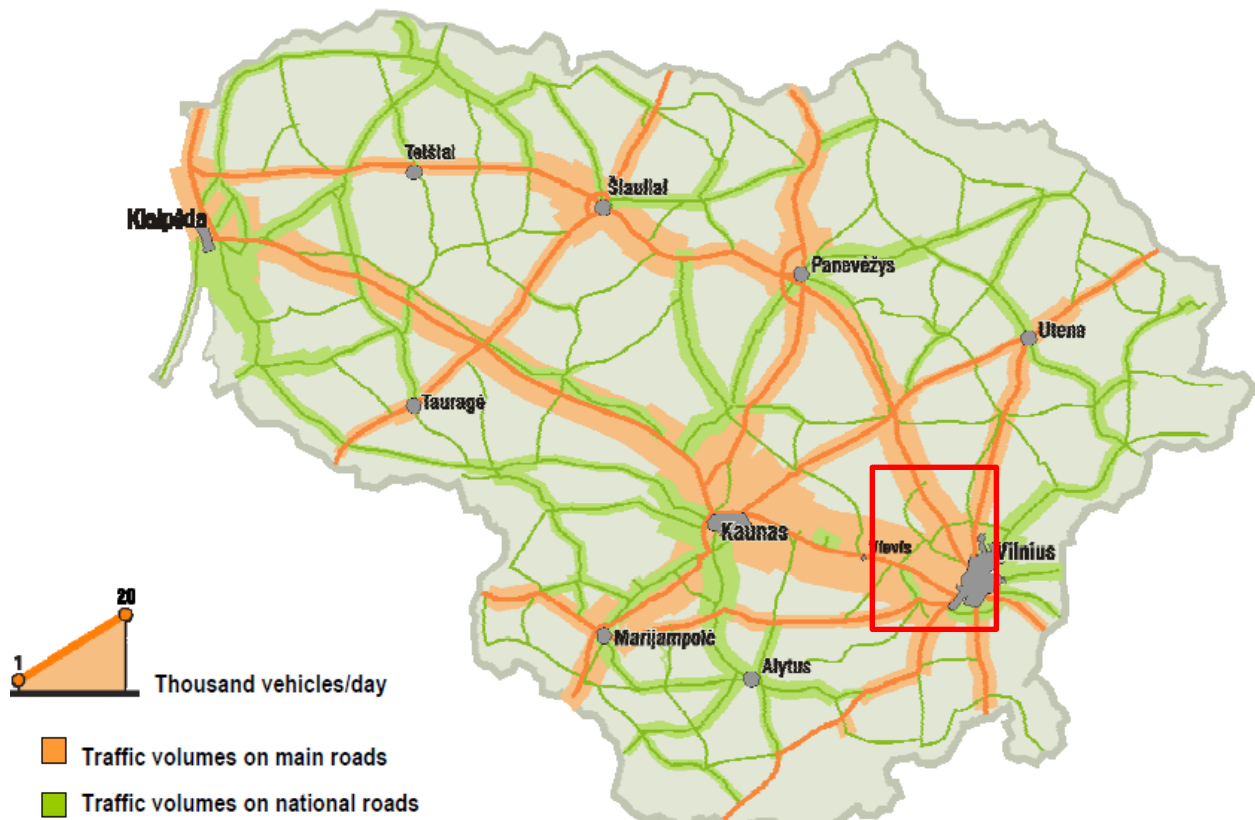 Telšiai
Šiauliai
Klaipėda
Panevėžys
Utena
Tauragė
Kaunas
Vievis
Vilnius
Marijampolė
Alytus
20
1
Thousand vehicles/day
Traffic volumes on main roads
Traffic volumes on national roads